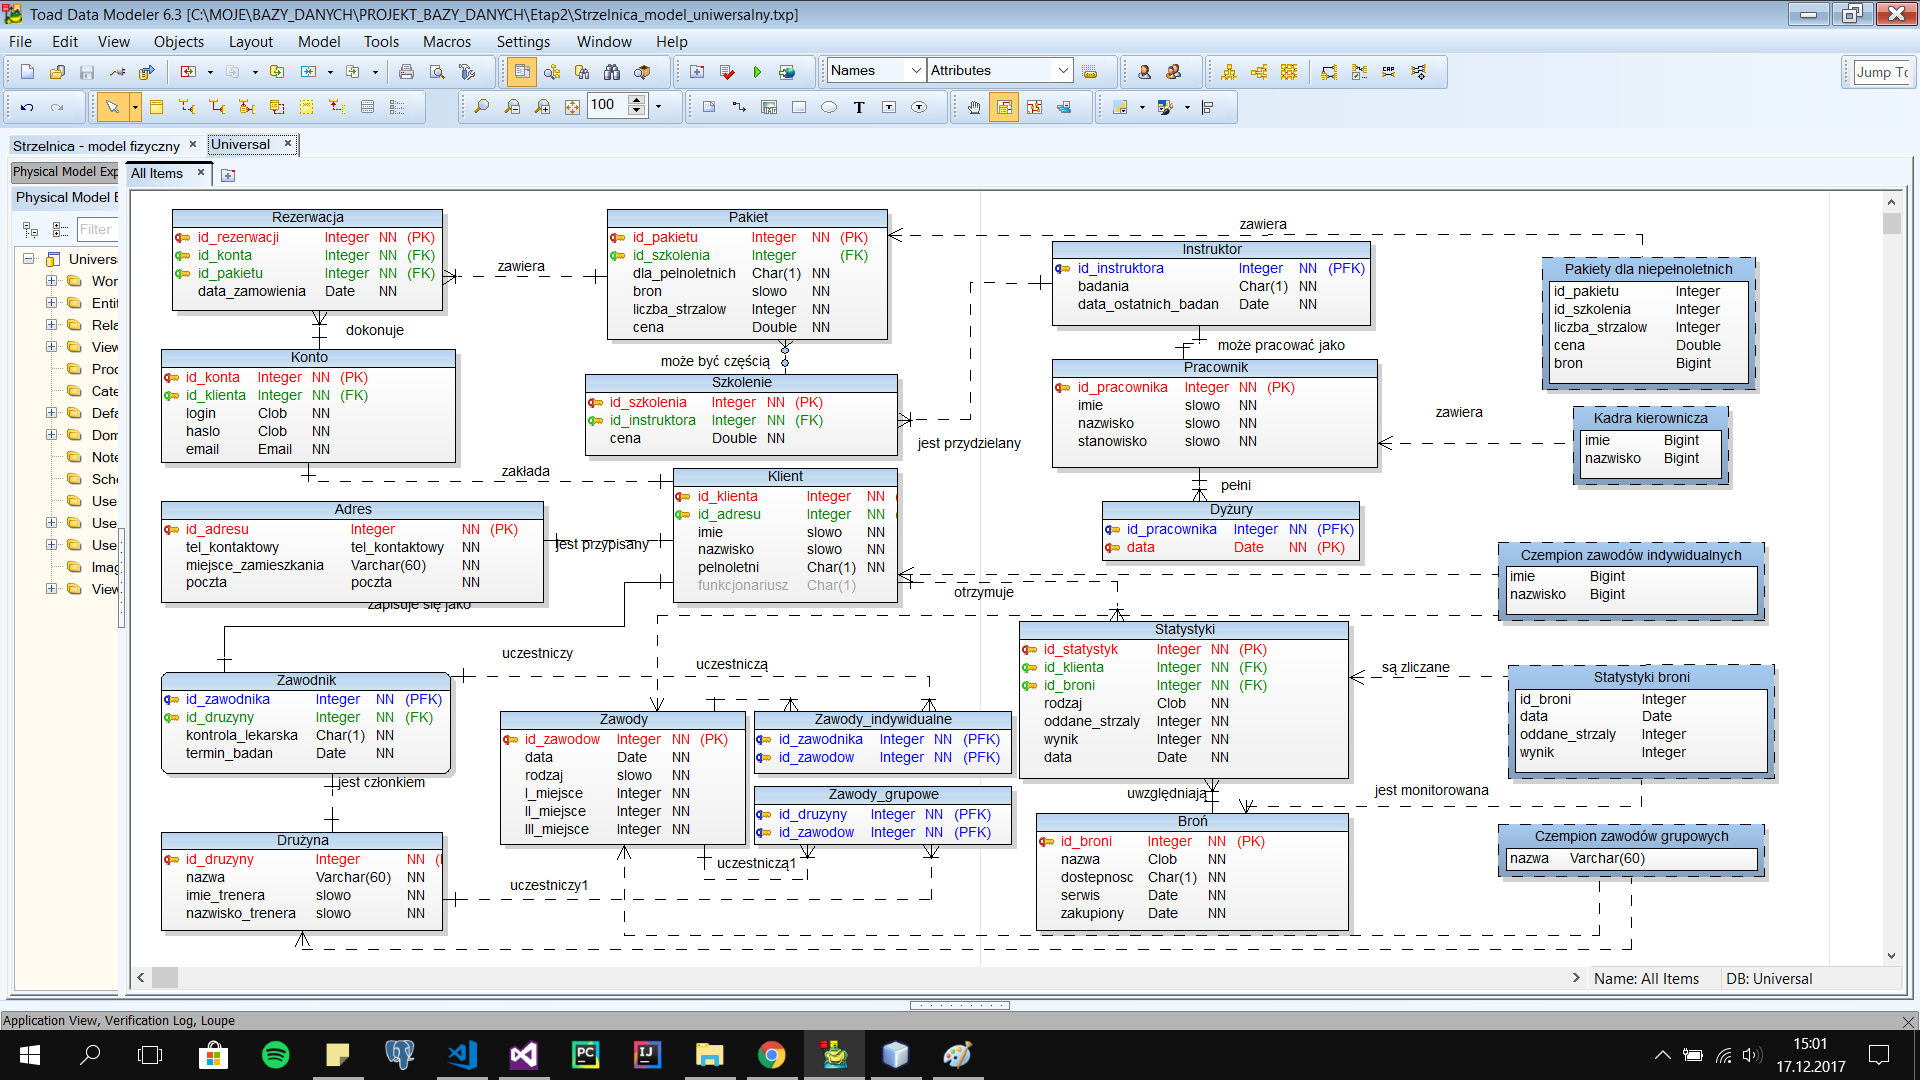 Toad Data Modeler 6.3 [C:\MOJE\BAZY_DANYCH\PROJEKT_BAZY_DANYCH\Etap2\Strzelnica_model_uniwersalny.txp]
File Edit View Objects Layout Model Tools Macros Settings Window Help
Names Attributes Jump To
100
Strzelnica - model fizyczny Universal
Physical Model Exp
All Items
Physical Model E
Filter
Univers
Wor
Entit
Rela
View
Proc
Cate
Defa
Dom
Note
Sche
Use
Use
Use
Imag
View
Rezerwacja
id_rezerwacji Integer NN (PK)
id_konta Integer NN (FK)
id_pakietu Integer NN (FK)
data_zamowienia Date NN
zawiera
Pakiet
id_pakietu Integer NN (PK)
id_szkolenia Integer (FK)
dla_pelnoletnich Char(1) NN
bron slowo NN
liczba_strzalow Integer NN
cena Double NN
zawiera
Instruktor
id_instruktora Integer NN (PFK)
badania Char(1) NN
data_ostatnich_badan Date NN
Pakiety dla niepełnoletnich
id_pakietu Integer
id_szkolenia Integer
liczba_strzalow Integer
cena Double
bron Bigint
dokonuje
może być częścią
może pracować jako
Konto
id_konta Integer NN (PK)
id_klienta Integer NN (FK)
login Clob NN
haslo Clob NN
email Email NN
Szkolenie
id_szkolenia Integer NN (PK)
id_instruktora Integer NN (FK)
cena Double NN
jest przydzielany
Pracownik
id_pracownika Integer NN (PK)
imie slowo NN
nazwisko slowo NN
stanowisko slowo NN
zawiera
Kadra kierownicza
imie Bigint
nazwisko Bigint
zakłada
pełni
Klient
id_klienta Integer NN
id_adresu Integer NN
imie slowo NN
nazwisko slowo NN
pelnoletni Char(1) NN
funkcjonariusz Char(1)
Adres
id_adresu Integer NN (PK)
tel_kontaktowy tel_kontaktowy NN
miejsce_zamieszkania Varchar(60) NN
poczta poczta NN
jest przypisany
zapisuje się jako
Dyżury
id_pracownika Integer NN (PFK)
data Date NN (PK)
otrzymuje
Czempion zawodów indywidualnych
imie Bigint
nazwisko Bigint
uczestniczy
uczestniczą
Zawodnik
id_zawodnika Integer NN (PFK)
id_druzyny Integer NN (FK)
kontrola_lekarska Char(1) NN
termin_badan Date NN
Zawody
id_zawodow Integer NN (PK)
data Date NN
rodzaj slowo NN
I_miejsce Integer NN
II_miejsce Integer NN
III_miejsce Integer NN
Zawody_indywidualne
id_zawodnika Integer NN (PFK)
id_zawodow Integer NN (PFK)
Zawody_grupowe
id_druzyny Integer NN (PFK)
id_zawodow Integer NN (PFK)
Statystyki
id_statystyk Integer NN (PK)
id_klienta Integer NN (FK)
id_broni Integer NN (FK)
rodzaj Clob NN
oddane_strzaly Integer NN
wynik Integer NN
data Date NN
są zliczane
Statystyki broni
id_broni Integer
data Date
oddane_strzaly Integer
wynik Integer
jest członkiem
uwzględniają
jest monitorowana
Drużyna
id_druzyny Integer NN (
nazwa Varchar(60) NN
imie_trenera slowo NN
nazwisko_trenera slowo NN
uczestniczy1
uczestniczą1
Broń
id_broni Integer NN (PK)
nazwa Clob NN
dostepnosc Char(1) NN
serwis Date NN
zakupiony Date NN
Czempion zawodów grupowych
nazwa Varchar(60)
Name: All Items DB: Universal
Application View, Verification Log, Loupe
15:01
17.12.2017